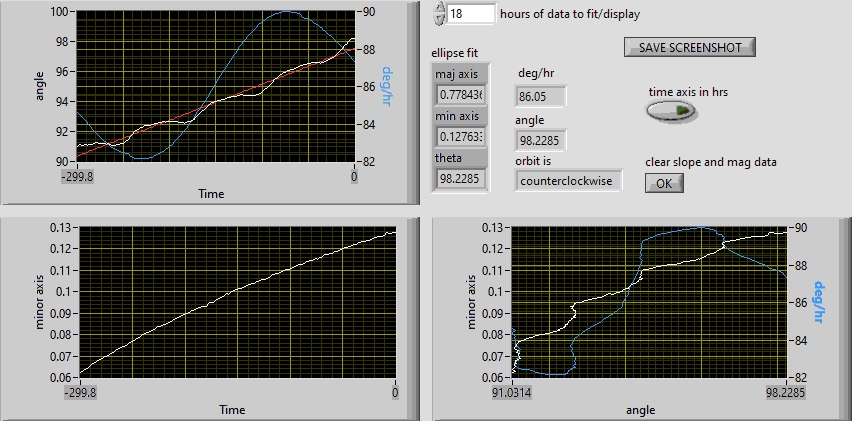 100
98
96
94
92
90
angle
90
88
86
84
82
deg/hr
-299.8
0
Time
18 hours of data to fit/display
SAVE SCREENSHOT
ellipse fit
maj axis
0.778436
min axis
0.127633
theta
98.2285
deg/hr
86.05
angle
98.2285
orbit is
counterclockwise
time axis in hrs
clear slope and mag data
OK
0.13
0.12
0.11
0.1
0.09
0.08
0.07
0.06
minor axis
-299.8
0
Time
0.13
0.12
0.11
0.1
0.09
0.08
0.07
0.06
minor axis
90
88
86
84
82
deg/hr
91.0314
98.2285
angle